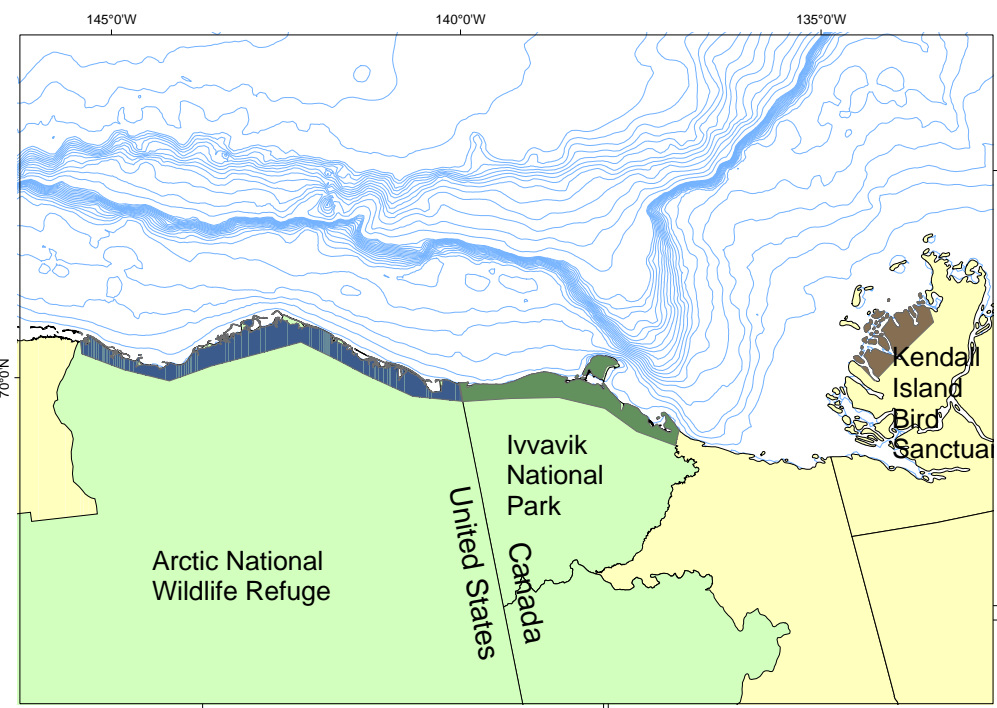 145°0'W
140°0'W
135°0'W
70°0'N
Kendall
Island
Bird
Sanctuar
Ivvavik
National
Park
United States
Canada
Arctic National
Wildlife Refuge